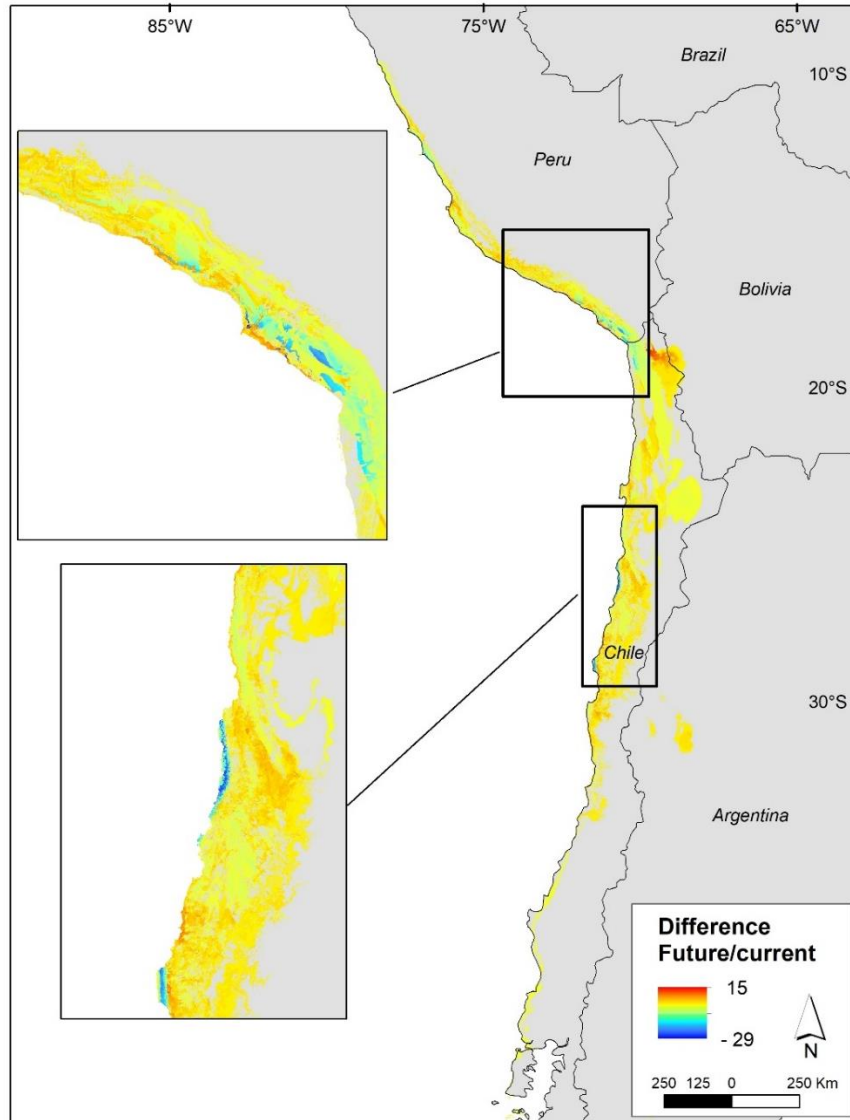 85°W
75°W
65°W
10°S
Brazil
Peru
Bolivia
20°S
Chile
30°S
Argentina
Difference
Future/current
15
- 29
N
250 125 0 250 Km